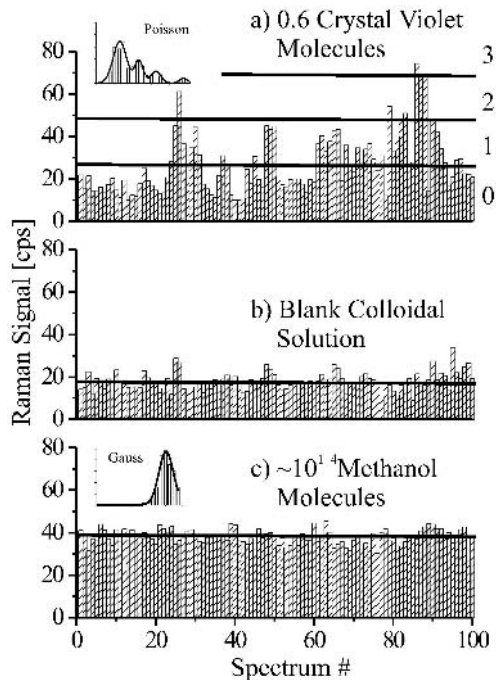 Poisson
a) 0.6 Crystal Violet
Molecules
80
60
40
20
0
3
2
1
0
b) Blank Colloidal
Solution
80
60
40
20
0
Raman Signal [cps]
Gauss
c) ~10¹⁴Methanol
Molecules
80
60
40
20
0
0 20 40 60 80 100
Spectrum #